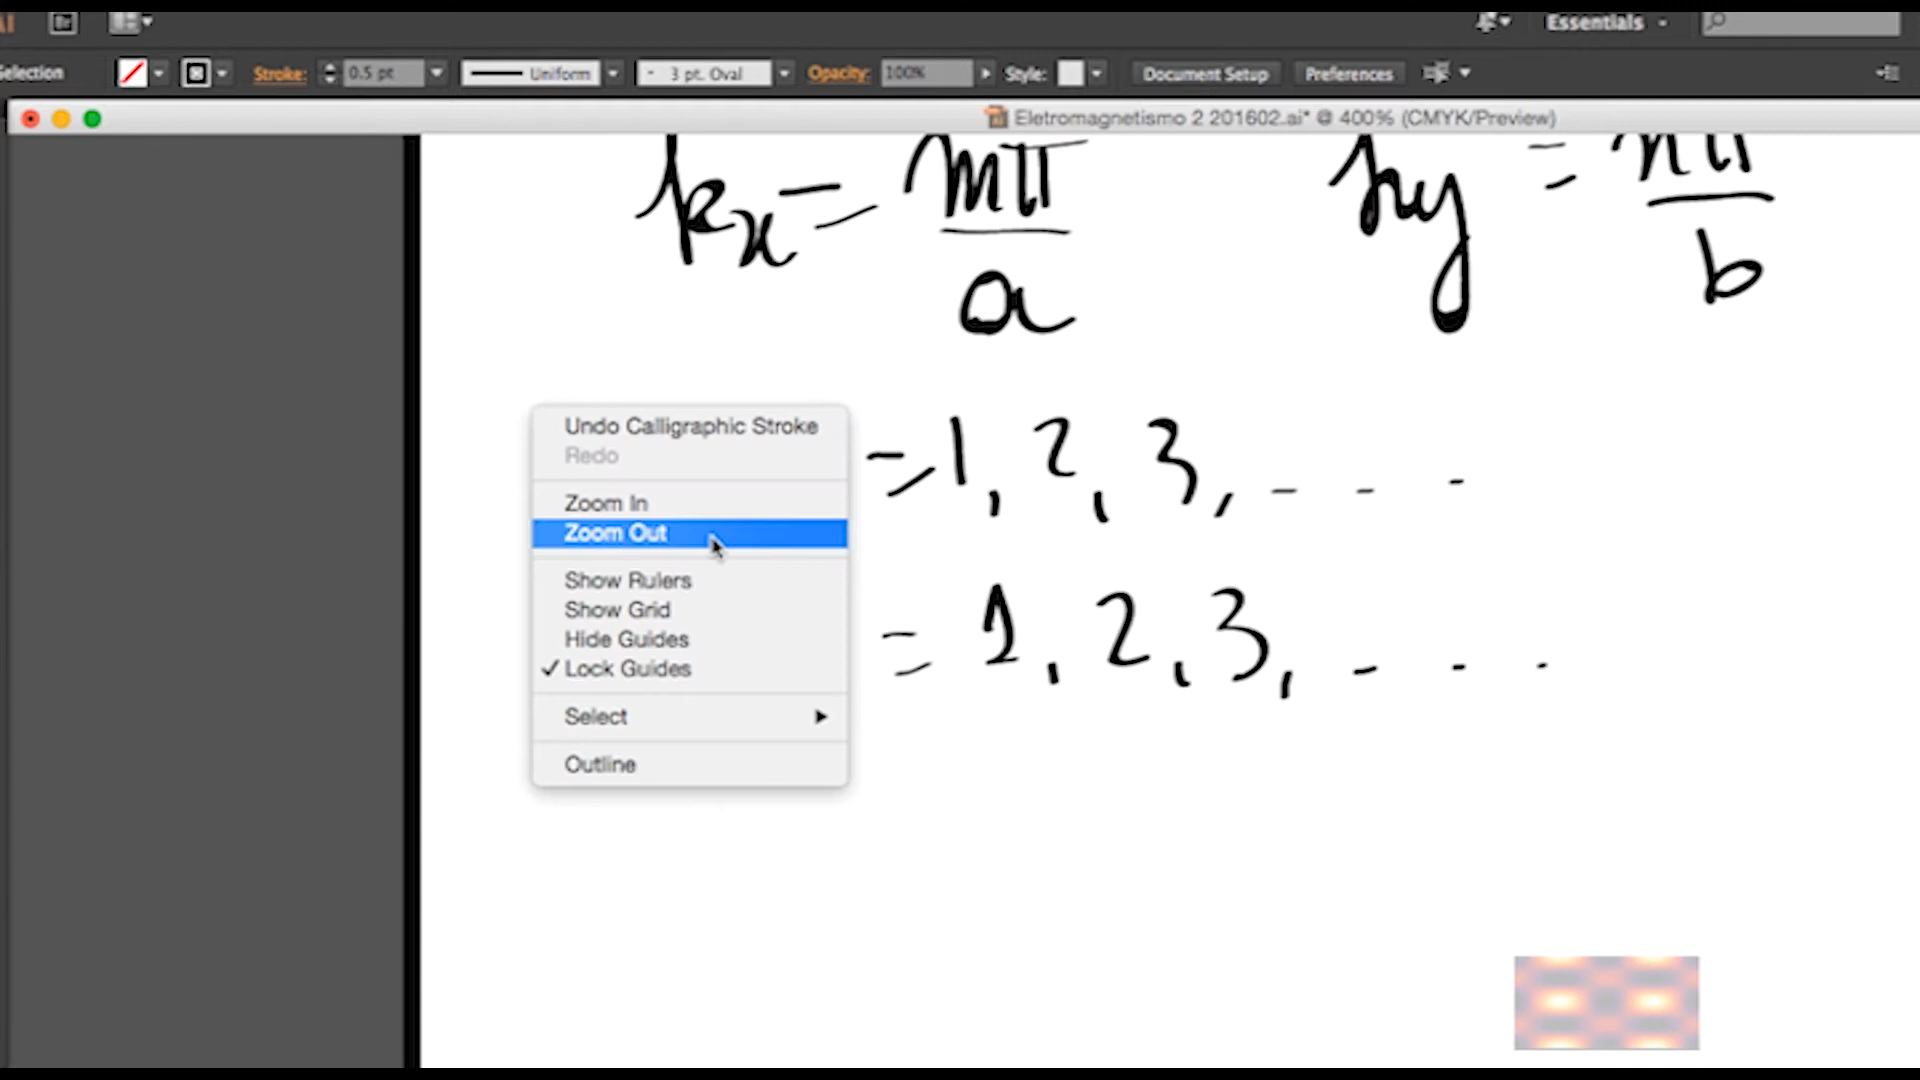 Br Essentials
Selection Stroke: 0.5 pt Uniform 3 pt. Oval Opacity: 100% Style: Document Setup Preferences
Eletromagnetismo 2 201602.ai* @ 400% (CMYK/Preview)
kx = mπ/a ky = nπ/b
Undo Calligraphic Stroke
Redo
Zoom In
Zoom Out
Show Rulers
Show Grid
Hide Guides
✓ Lock Guides
Select
Outline
= 1, 2, 3, - - -
= 1, 2, 3, - - -